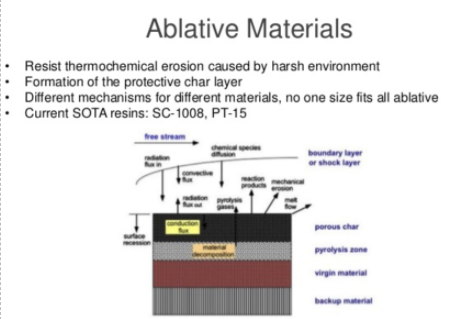 Ablative Materials
• Resist thermochemical erosion caused by harsh environment
• Formation of the protective char layer
• Different mechanisms for different materials, no one size fits all ablative
• Current SOTA resins: SC-1008, PT-15
free stream
chemical species
diffusion
radiation
flux in
boundary layer
or shock layer
convective
flux
reaction
products
mechanical
erosion
radiation
flux out
pyrolysis
gases
melt
flow
conduction
flux
porous char
surface
recession
material
decomposition
pyrolysis zone
virgin material
backup material